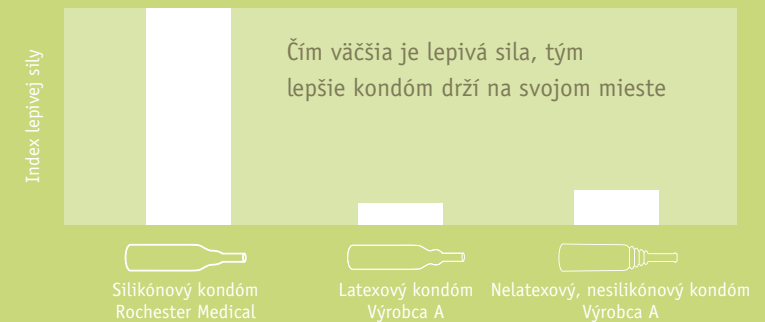 Čím väčšia je lepivá sila, tým
lepšie kondóm drží na svojom mieste
Index lepivej sily
Silikónový kondóm
Rochester Medical
Latexový kondóm
Výrobca A
Nelatexový, nesilikónový kondóm
Výrobca A